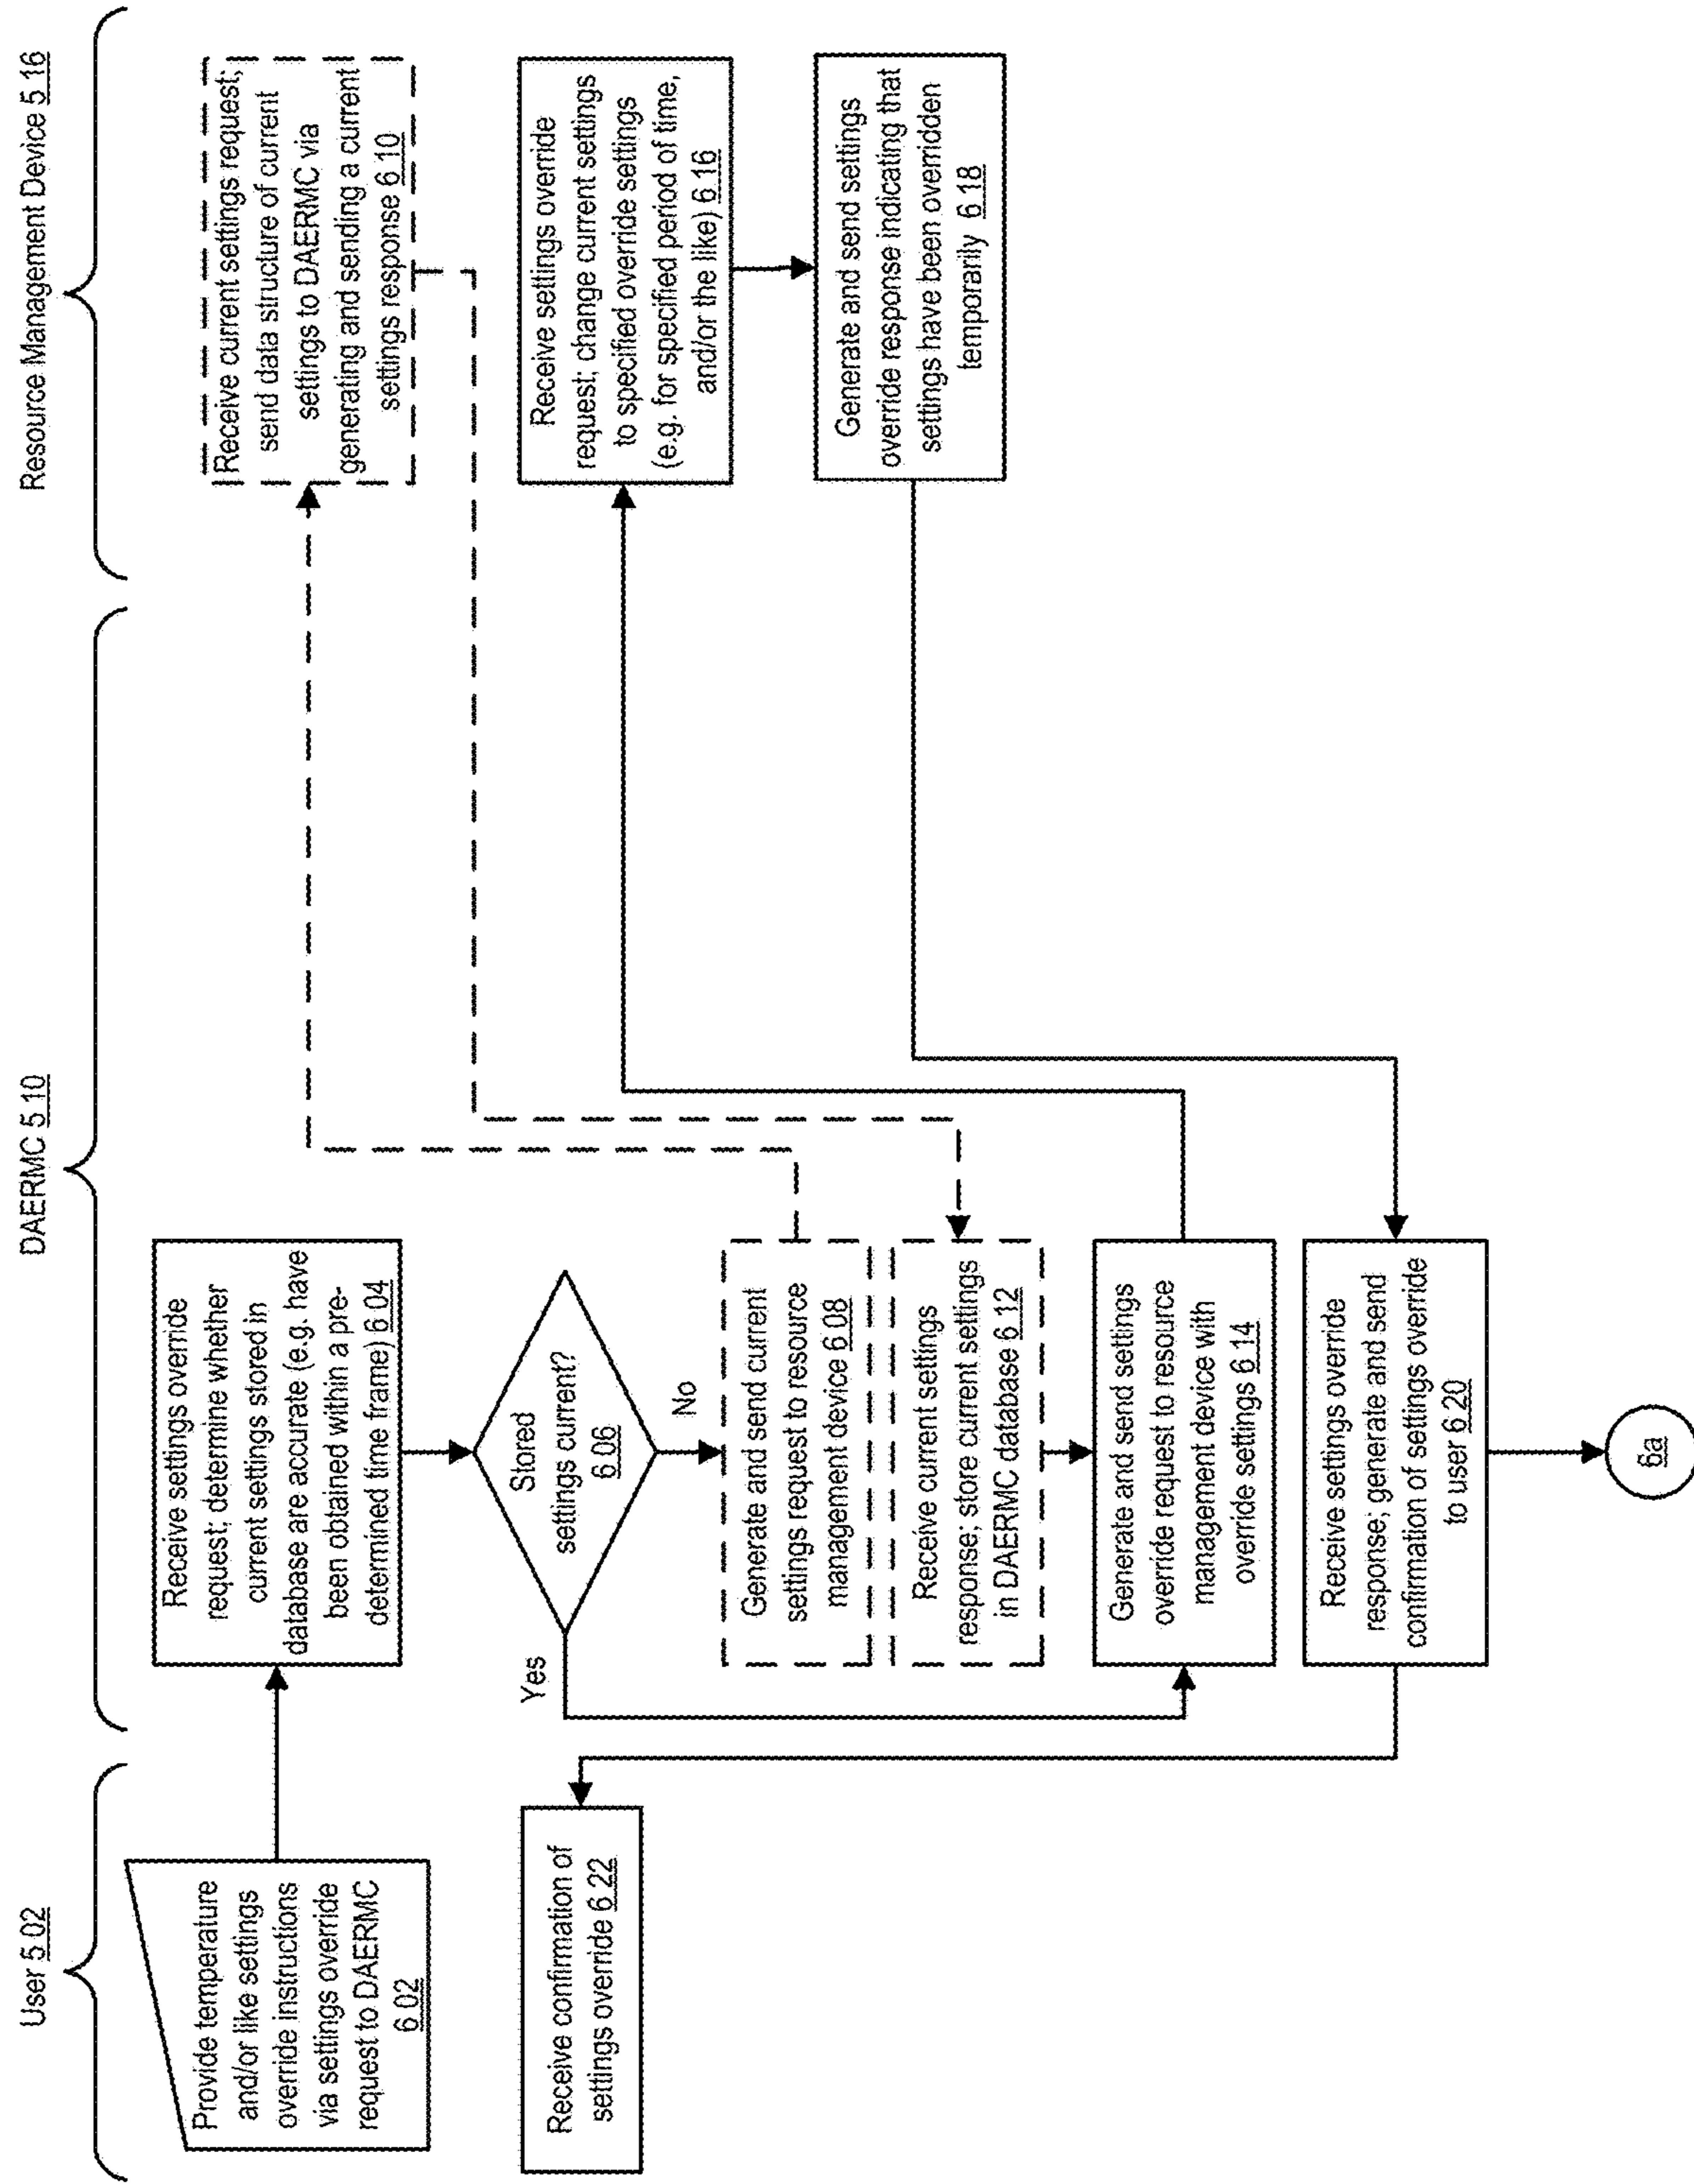 User 5 02
DAERMC 5 10
Resource Management Device 5 16
Provide temperature
and/or like settings
override instructions
via settings override
request to DAERMC
6 02
Receive settings override
request; determine whether
current settings stored in
database are accurate (e.g. have
been obtained within a pre-
determined time frame) 6 04
Stored
settings current?
6 06
Yes
No
Generate and send current
settings request to resource
management device 6 08
Receive current settings request;
send data structure of current
settings to DAERMC via
generating and sending a current
settings response 6 10
Receive current settings
response; store current settings
in DAERMC database 6 12
Generate and send settings
override request to resource
management device with
override settings 6 14
Receive settings override
request; change current settings
to specified override settings
(e.g. for specified period of time,
and/or the like) 6 16
Generate and send settings
override response indicating that
settings have been overridden
temporarily 6 18
Receive settings override
response; generate and send
confirmation of settings override
to user 6 20
Receive confirmation of
settings override 6 22
6a